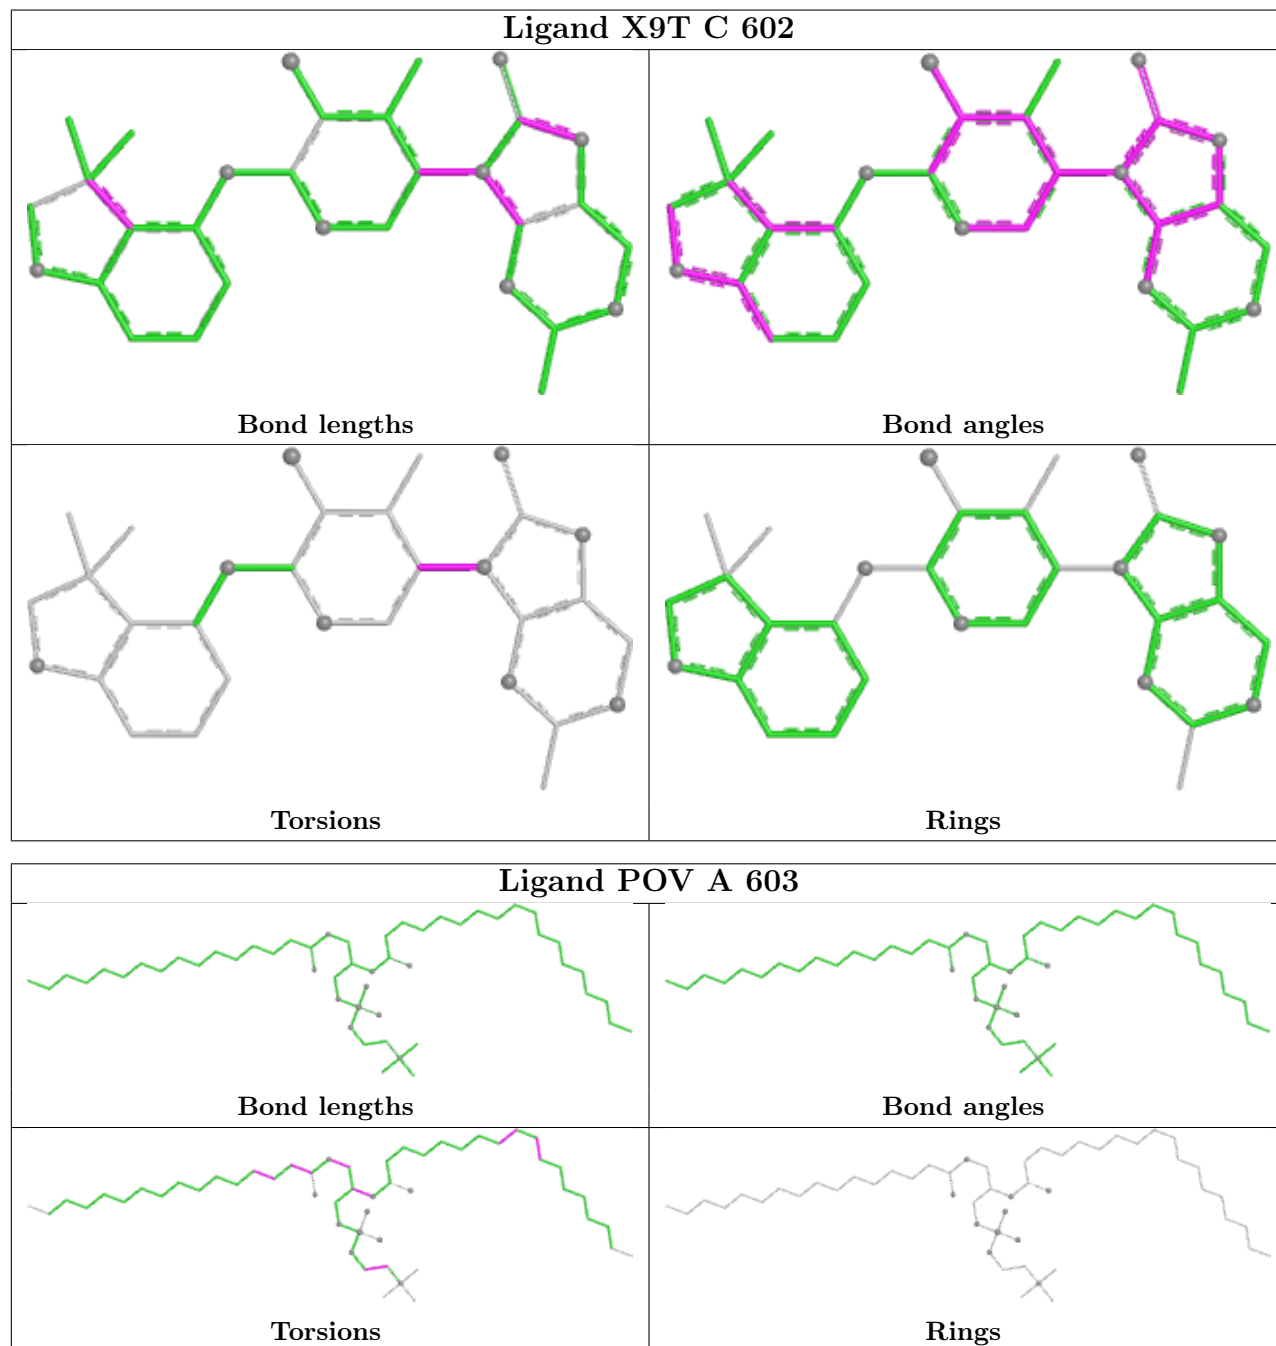 Ligand X9T C 602
Bond lengths
Bond angles
Torsions
Rings
Ligand POV A 603
Bond lengths
Bond angles
Torsions
Rings